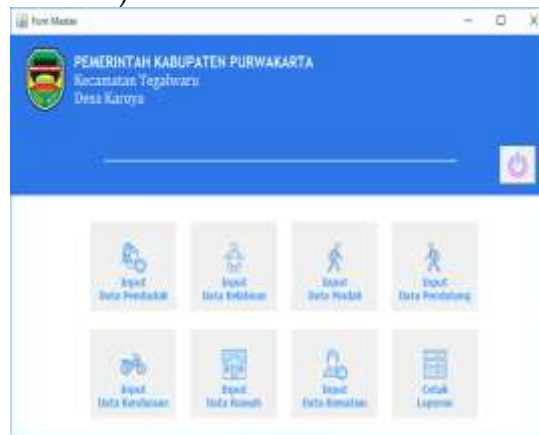 )
Form Master
PEMERINTAH KABUPATEN PURWAKARTA
Kecamatan Tegalwaru
Desa Karoya
Input
Data Penduduk
Input
Data Kelahiran
Input
Data Pindah
Input
Data Pendatang
Input
Data Kendaraan
Input
Data Rumah
Input
Data Kematian
Cetak
Laporan